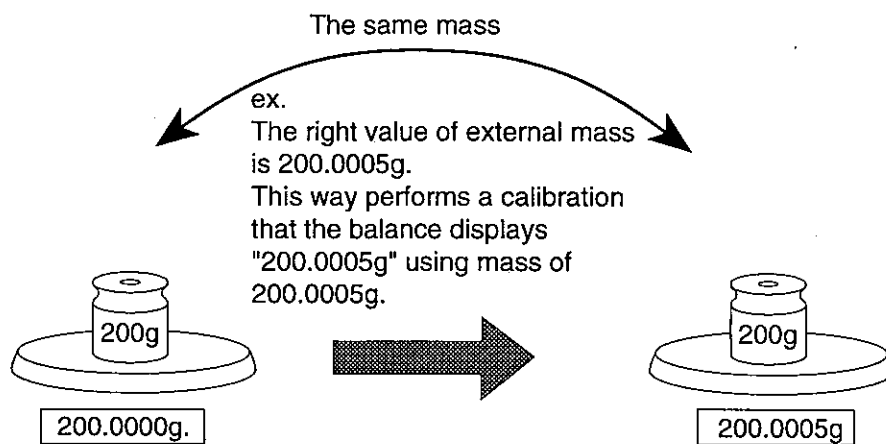 The same mass
ex.
The right value of external mass
is 200.0005g.
This way performs a calibration
that the balance displays
"200.0005g" using mass of
200.0005g.
200g
200g
200.0000g.
200.0005g